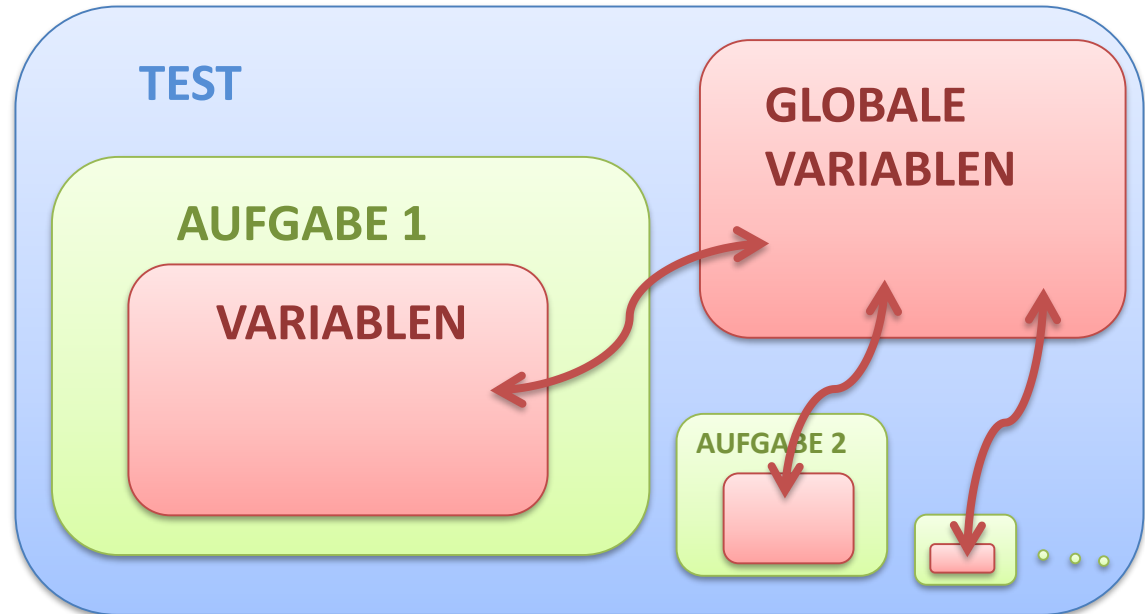 TEST
GLOBALE
VARIABLEN
AUFGABE 1
VARIABLEN
AUFGABE 2